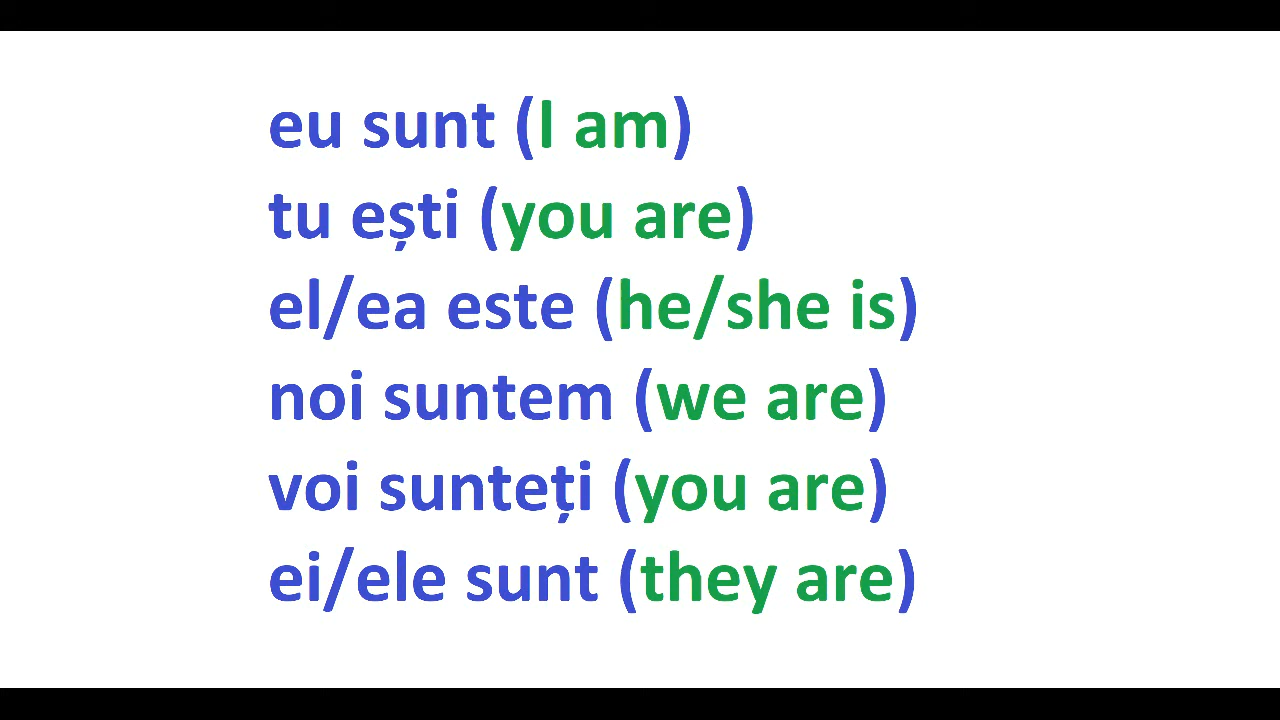 eu sunt (I am)
tu ești (you are)
el/ea este (he/she is)
noi suntem (we are)
voi sunteți (you are)
ei/ele sunt (they are)